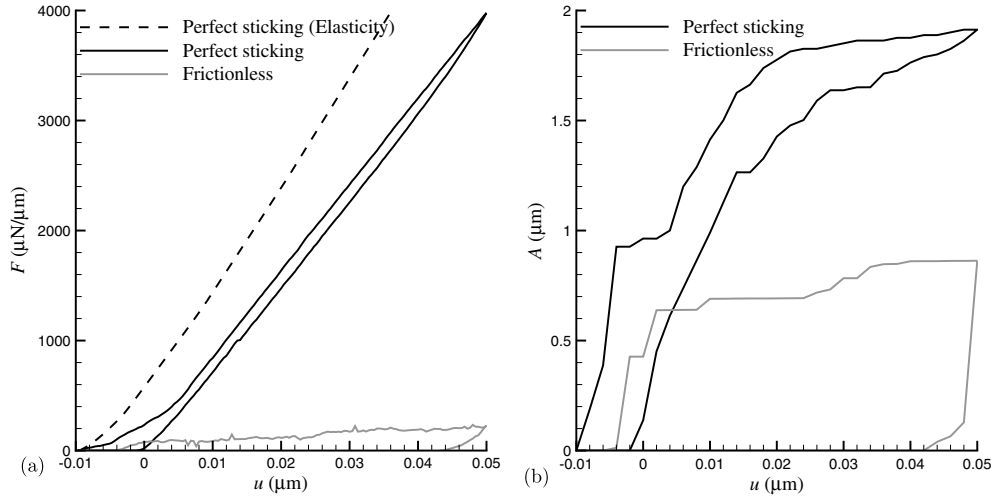 4000
3000
2000
1000
0
F (μN/μm)
Perfect sticking (Elasticity)
Perfect sticking
Frictionless
-0.01 0 0.01 0.02 0.03 0.04 0.05
u (μm)
(a)
2
1.5
1
0.5
0
A (μm)
Perfect sticking
Frictionless
-0.01 0 0.01 0.02 0.03 0.04 0.05
u (μm)
(b)